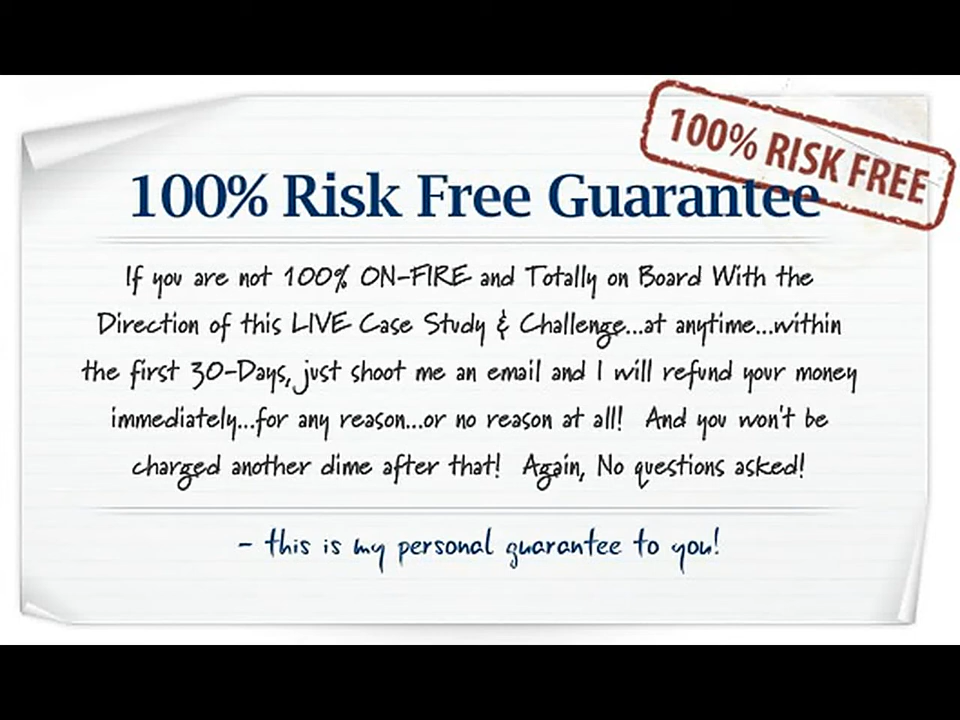 100% RISK FREE
100% Risk Free Guarantee
If you are not 100% ON-FIRE and Totally on Board With the
Direction of this LIVE Case Study & Challenge...at anytime...within
the first 30-Days, just shoot me an email and I will refund your money
immediately...for any reason...or no reason at all! And you won't be
charged another dime after that! Again, No questions asked!
- this is my personal guarantee to you!